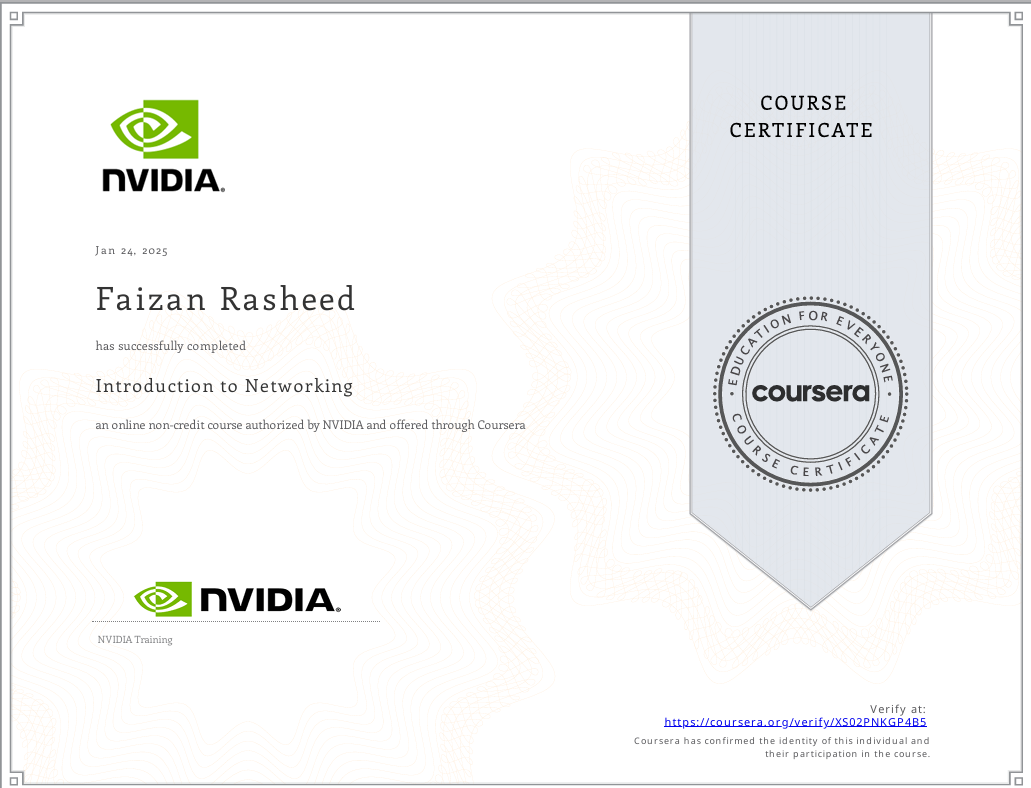 COURSE
CERTIFICATE
NVIDIA.
Jan 24, 2025
Faizan Rasheed
has successfully completed
Introduction to Networking
an online non-credit course authorized by NVIDIA and offered through Coursera
EDUCATION FOR EVERYONE
coursera
COURSE CERTIFICATE
NVIDIA.
NVIDIA Training
Verify at:
https://coursera.org/verify/XS02PNKGP4B5
Coursera has confirmed the identity of this individual and
their participation in the course.